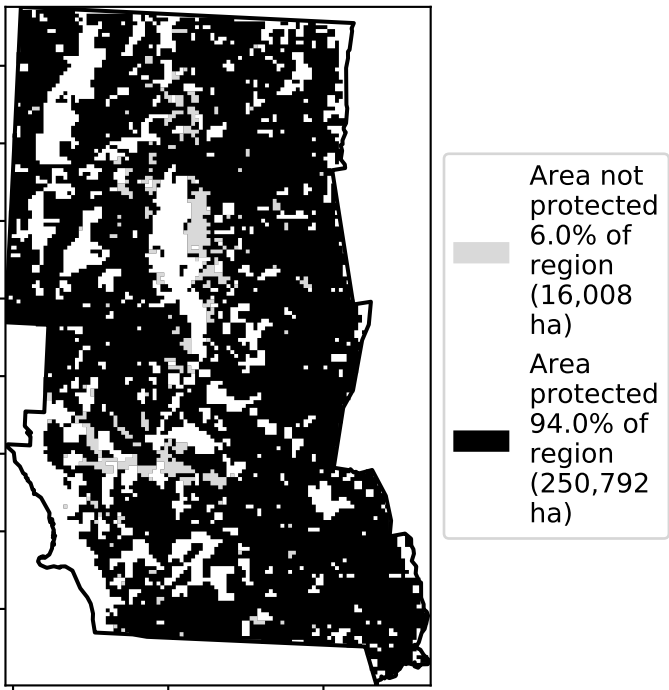 Area not
protected
6.0% of
region
(16,008
ha)
Area
protected
94.0% of
region
(250,792
ha)